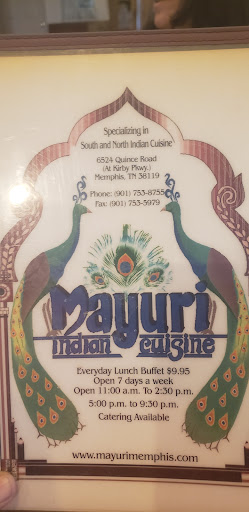 Specializing in
South and North Indian Cuisine
6524 Quince Road
(At Kirby Pkwy.)
Memphis, TN 38119
Phone: (901) 753-8755
Fax: (901) 753-5979
Mayuri
indian cuisine
Everyday Lunch Buffet $9.95
Open 7 days a week
Open 11:00 a.m. To 2:30 p.m.
5:00 p.m. to 9:30 p.m.
Catering Available
www.mayurimemphis.com